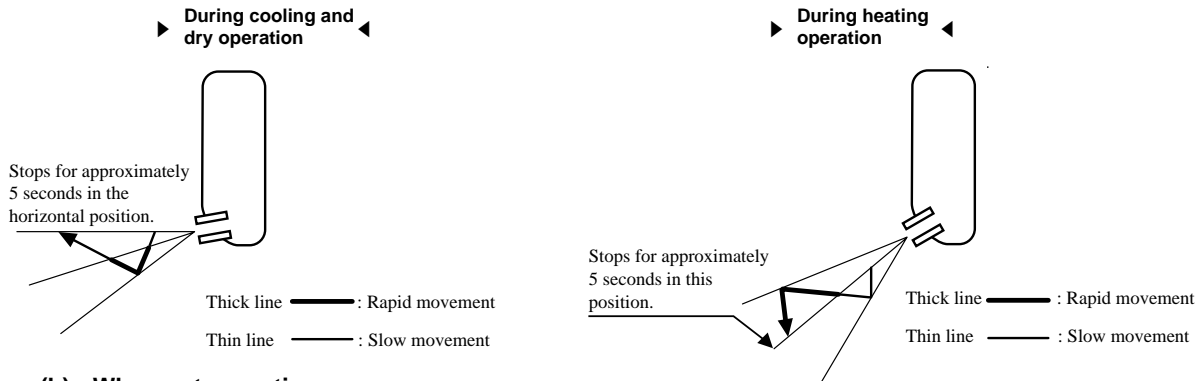 During cooling and
dry operation
Stops for approximately
5 seconds in the
horizontal position.
Thick line : Rapid movement
Thin line : Slow movement
During heating
operation
Stops for approximately
5 seconds in this
position.
Thick line : Rapid movement
Thin line : Slow movement